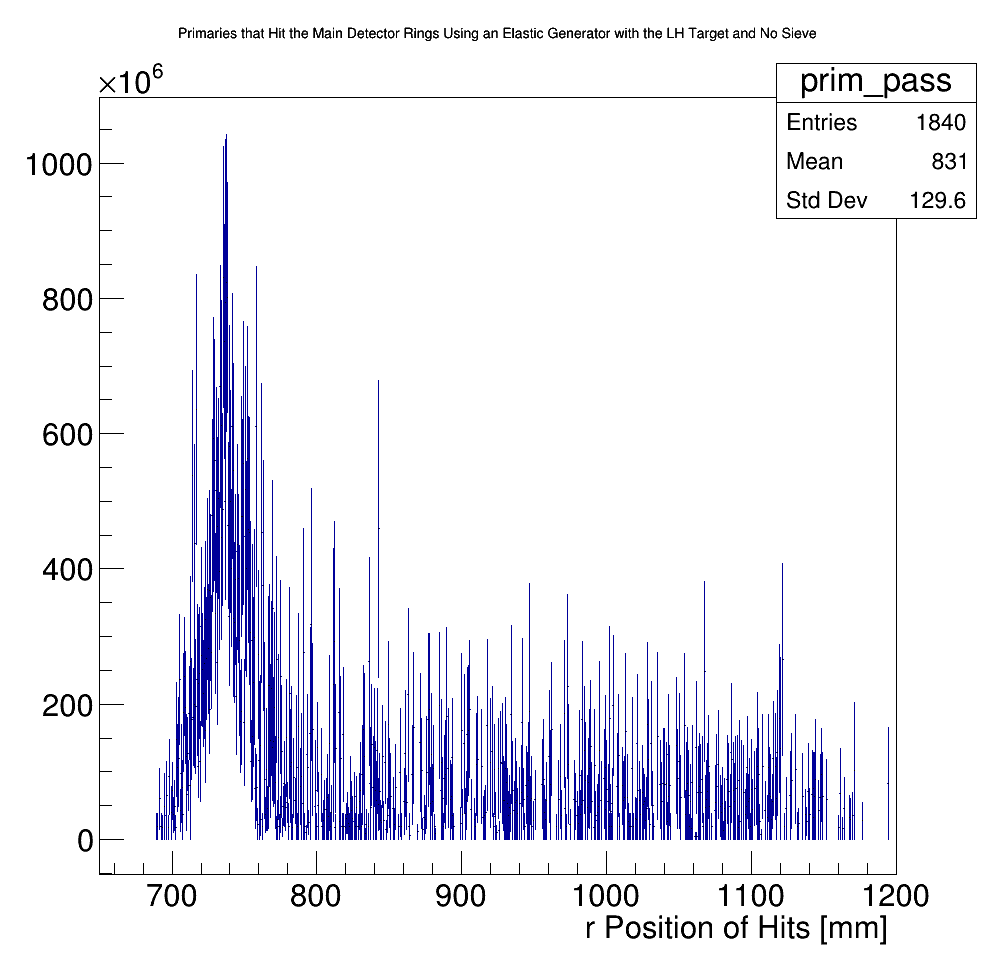 Primaries that Hit the Main Detector Rings Using an Elastic Generator with the LH Target and No Sieve
×10⁶
prim_pass
Entries 1840
Mean 831
Std Dev 129.6
1000
800
600
400
200
0
700 800 900 1000 1100 1200
r Position of Hits [mm]